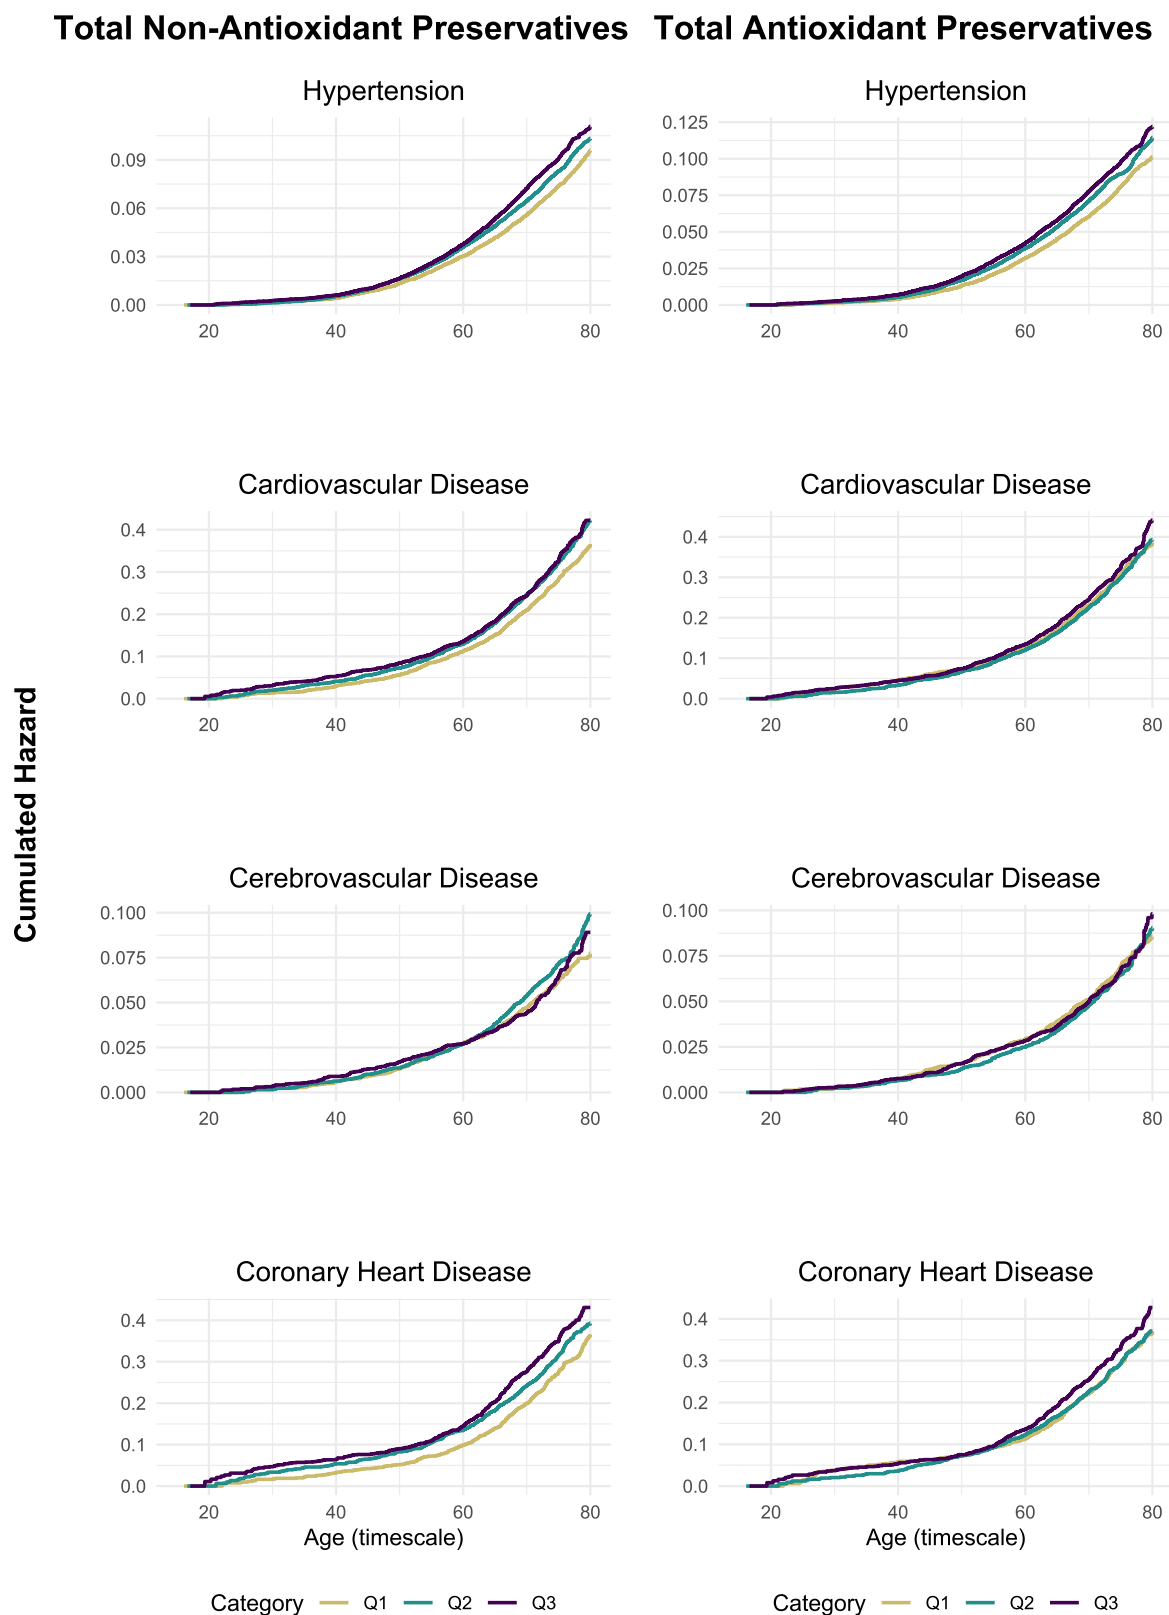 Total Non-Antioxidant Preservatives
Total Antioxidant Preservatives
Cumulated Hazard
Hypertension
0.09
0.06
0.03
0.00
20 40 60 80
Hypertension
0.125
0.100
0.075
0.050
0.025
0.000
20 40 60 80
Cardiovascular Disease
0.4
0.3
0.2
0.1
0.0
20 40 60 80
Cardiovascular Disease
0.4
0.3
0.2
0.1
0.0
20 40 60 80
Cerebrovascular Disease
0.100
0.075
0.050
0.025
0.000
20 40 60 80
Cerebrovascular Disease
0.100
0.075
0.050
0.025
0.000
20 40 60 80
Coronary Heart Disease
0.4
0.3
0.2
0.1
0.0
20 40 60 80
Age (timescale)
Coronary Heart Disease
0.4
0.3
0.2
0.1
0.0
20 40 60 80
Age (timescale)
Category Q1 Q2 Q3
Category Q1 Q2 Q3